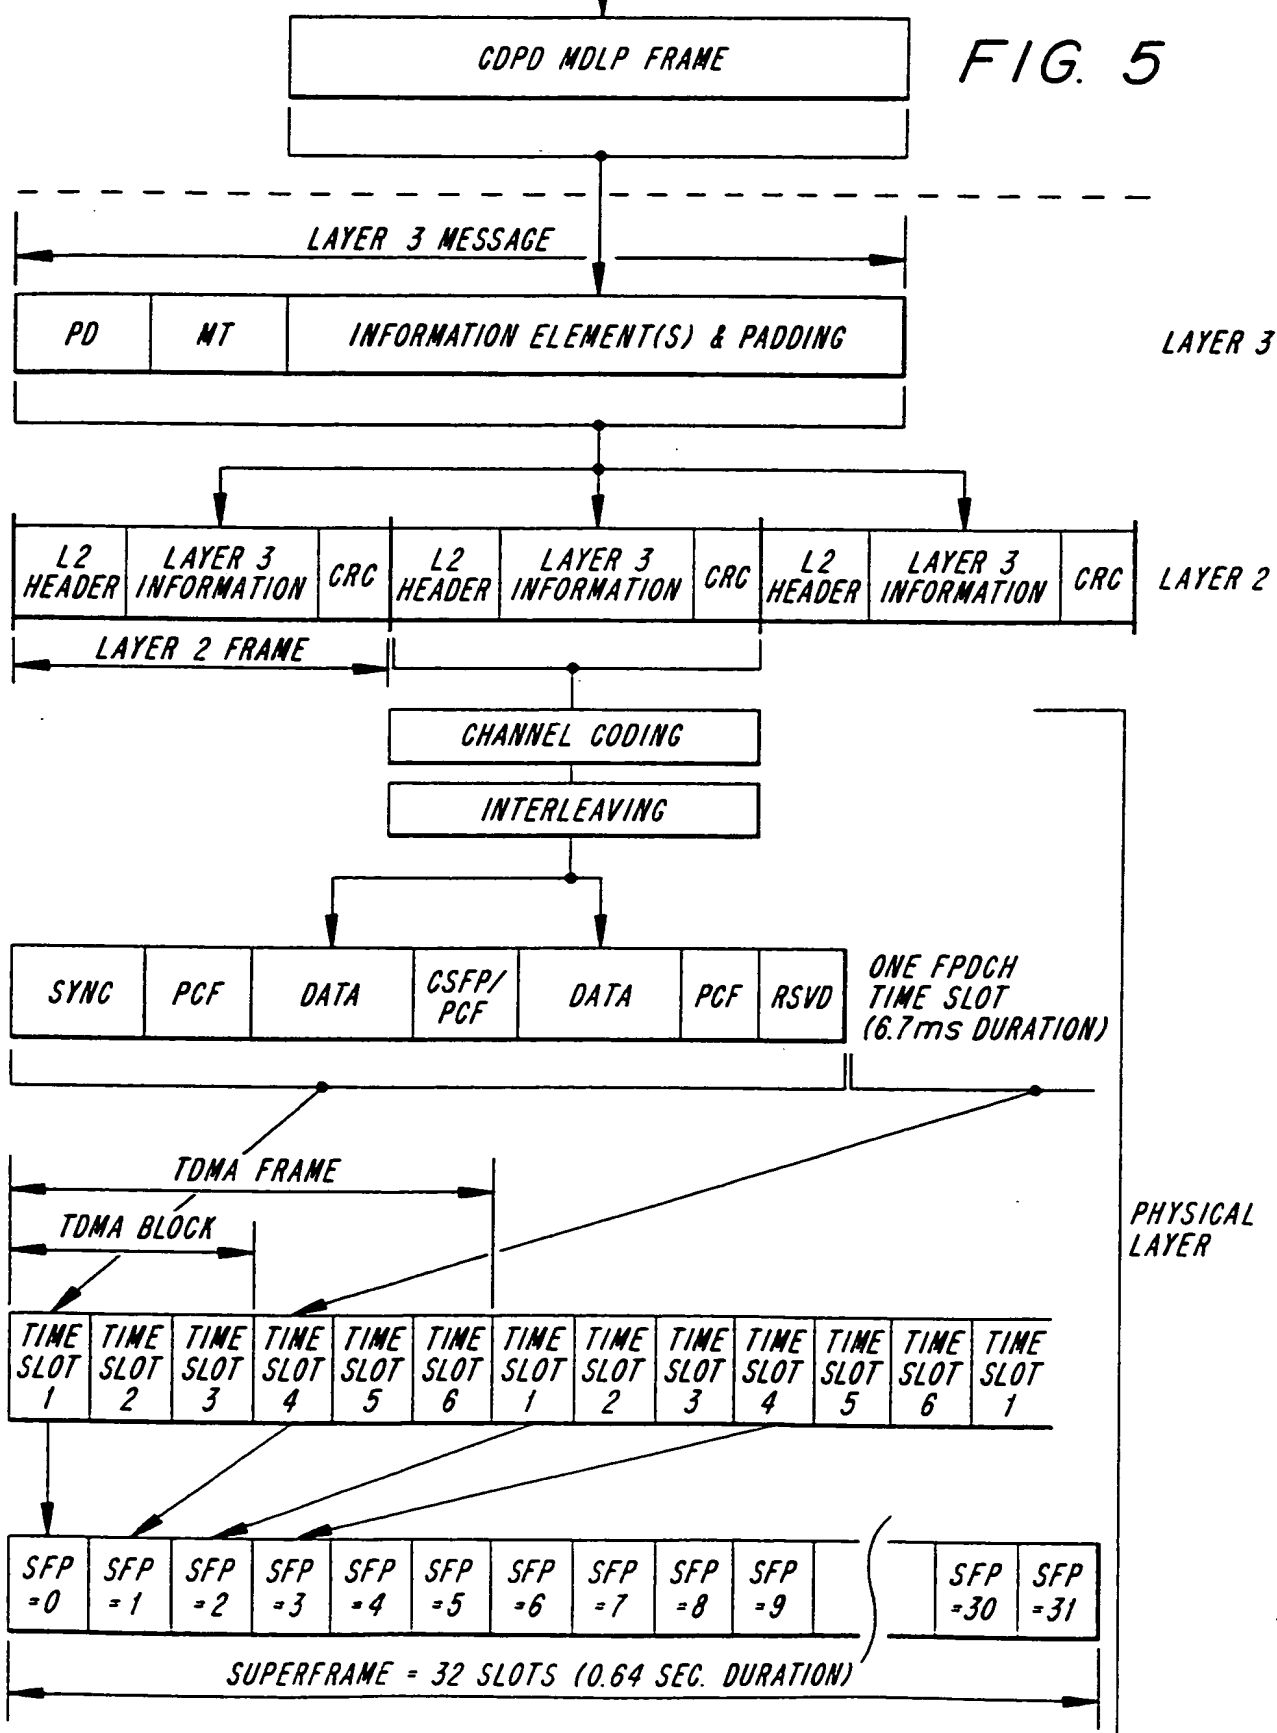 CDPD MDLP FRAME
FIG. 5
LAYER 3 MESSAGE
PD
MT
INFORMATION ELEMENT(S) & PADDING
LAYER 3
L2
HEADER
LAYER 3
INFORMATION
CRC
L2
HEADER
LAYER 3
INFORMATION
CRC
L2
HEADER
LAYER 3
INFORMATION
CRC
LAYER 2
LAYER 2 FRAME
CHANNEL CODING
INTERLEAVING
SYNC
PCF
DATA
CSFP/
PCF
DATA
PCF
RSVD
ONE FPDCH
TIME SLOT
(6.7ms DURATION)
TDMA FRAME
TDMA BLOCK
PHYSICAL
LAYER
TIME
SLOT
1
TIME
SLOT
2
TIME
SLOT
3
TIME
SLOT
4
TIME
SLOT
5
TIME
SLOT
6
TIME
SLOT
1
TIME
SLOT
2
TIME
SLOT
3
TIME
SLOT
4
TIME
SLOT
5
TIME
SLOT
6
TIME
SLOT
1
SFP
=0
SFP
=1
SFP
=2
SFP
=3
SFP
=4
SFP
=5
SFP
=6
SFP
=7
SFP
=8
SFP
=9
SFP
=30
SFP
=31
SUPERFRAME = 32 SLOTS (0.64 SEC. DURATION)